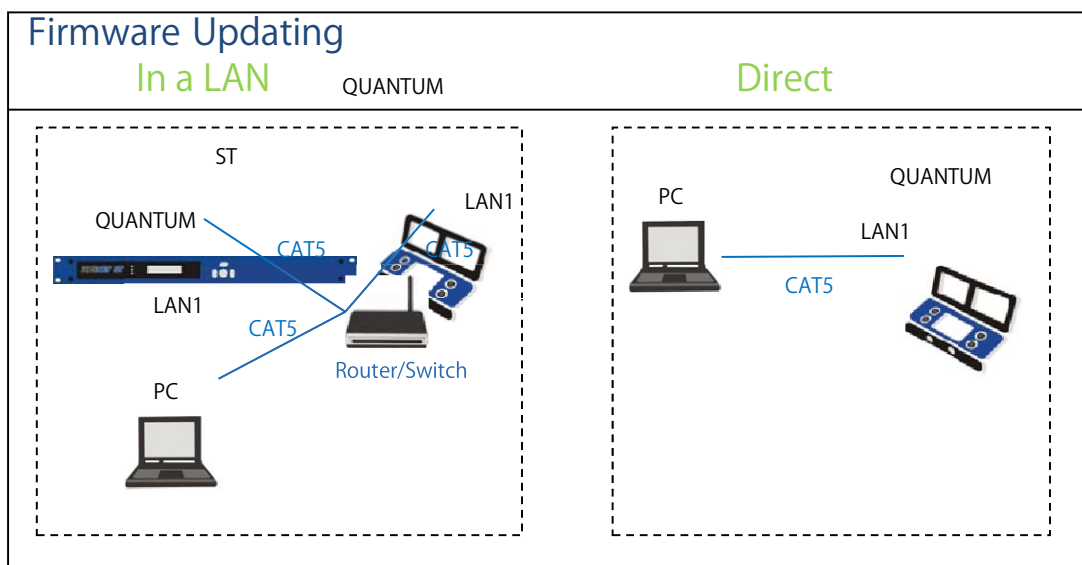 Firmware Updating
In a LAN
QUANTUM
Direct
ST
QUANTUM
LAN1
CAT5
CAT5
LAN1
CAT5
Router/Switch
PC
PC
QUANTUM
LAN1
CAT5